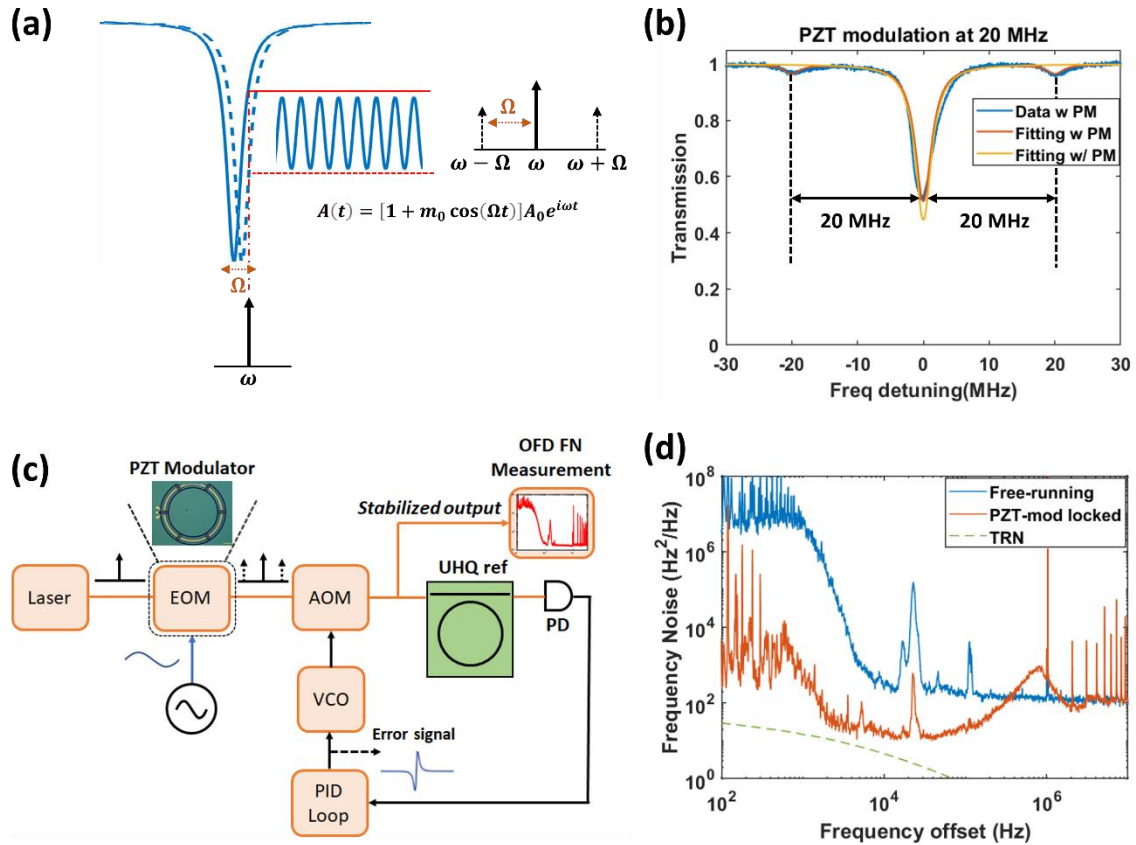 (a)
Ω
ω − Ω ω ω + Ω
A(t) = [1 + m₀ cos(Ωt)]A₀e^{iωt}
Ω
ω
(b)
PZT modulation at 20 MHz
Transmission
1
0.8
0.6
0.4
0.2
0
Data w PM
Fitting w PM
Fitting w/ PM
20 MHz 20 MHz
-30 -20 -10 0 10 20 30
Freq detuning(MHz)
(c)
PZT Modulator
OFD FN
Measurement
Stabilized output
UHQ ref
Laser
EOM
AOM
PD
VCO
Error signal
PID
Loop
(d)
Frequency Noise (Hz²/Hz)
10⁸
10⁶
10⁴
10²
10⁰
Free-running
PZT-mod locked
TRN
10² 10⁴ 10⁶
Frequency offset (Hz)